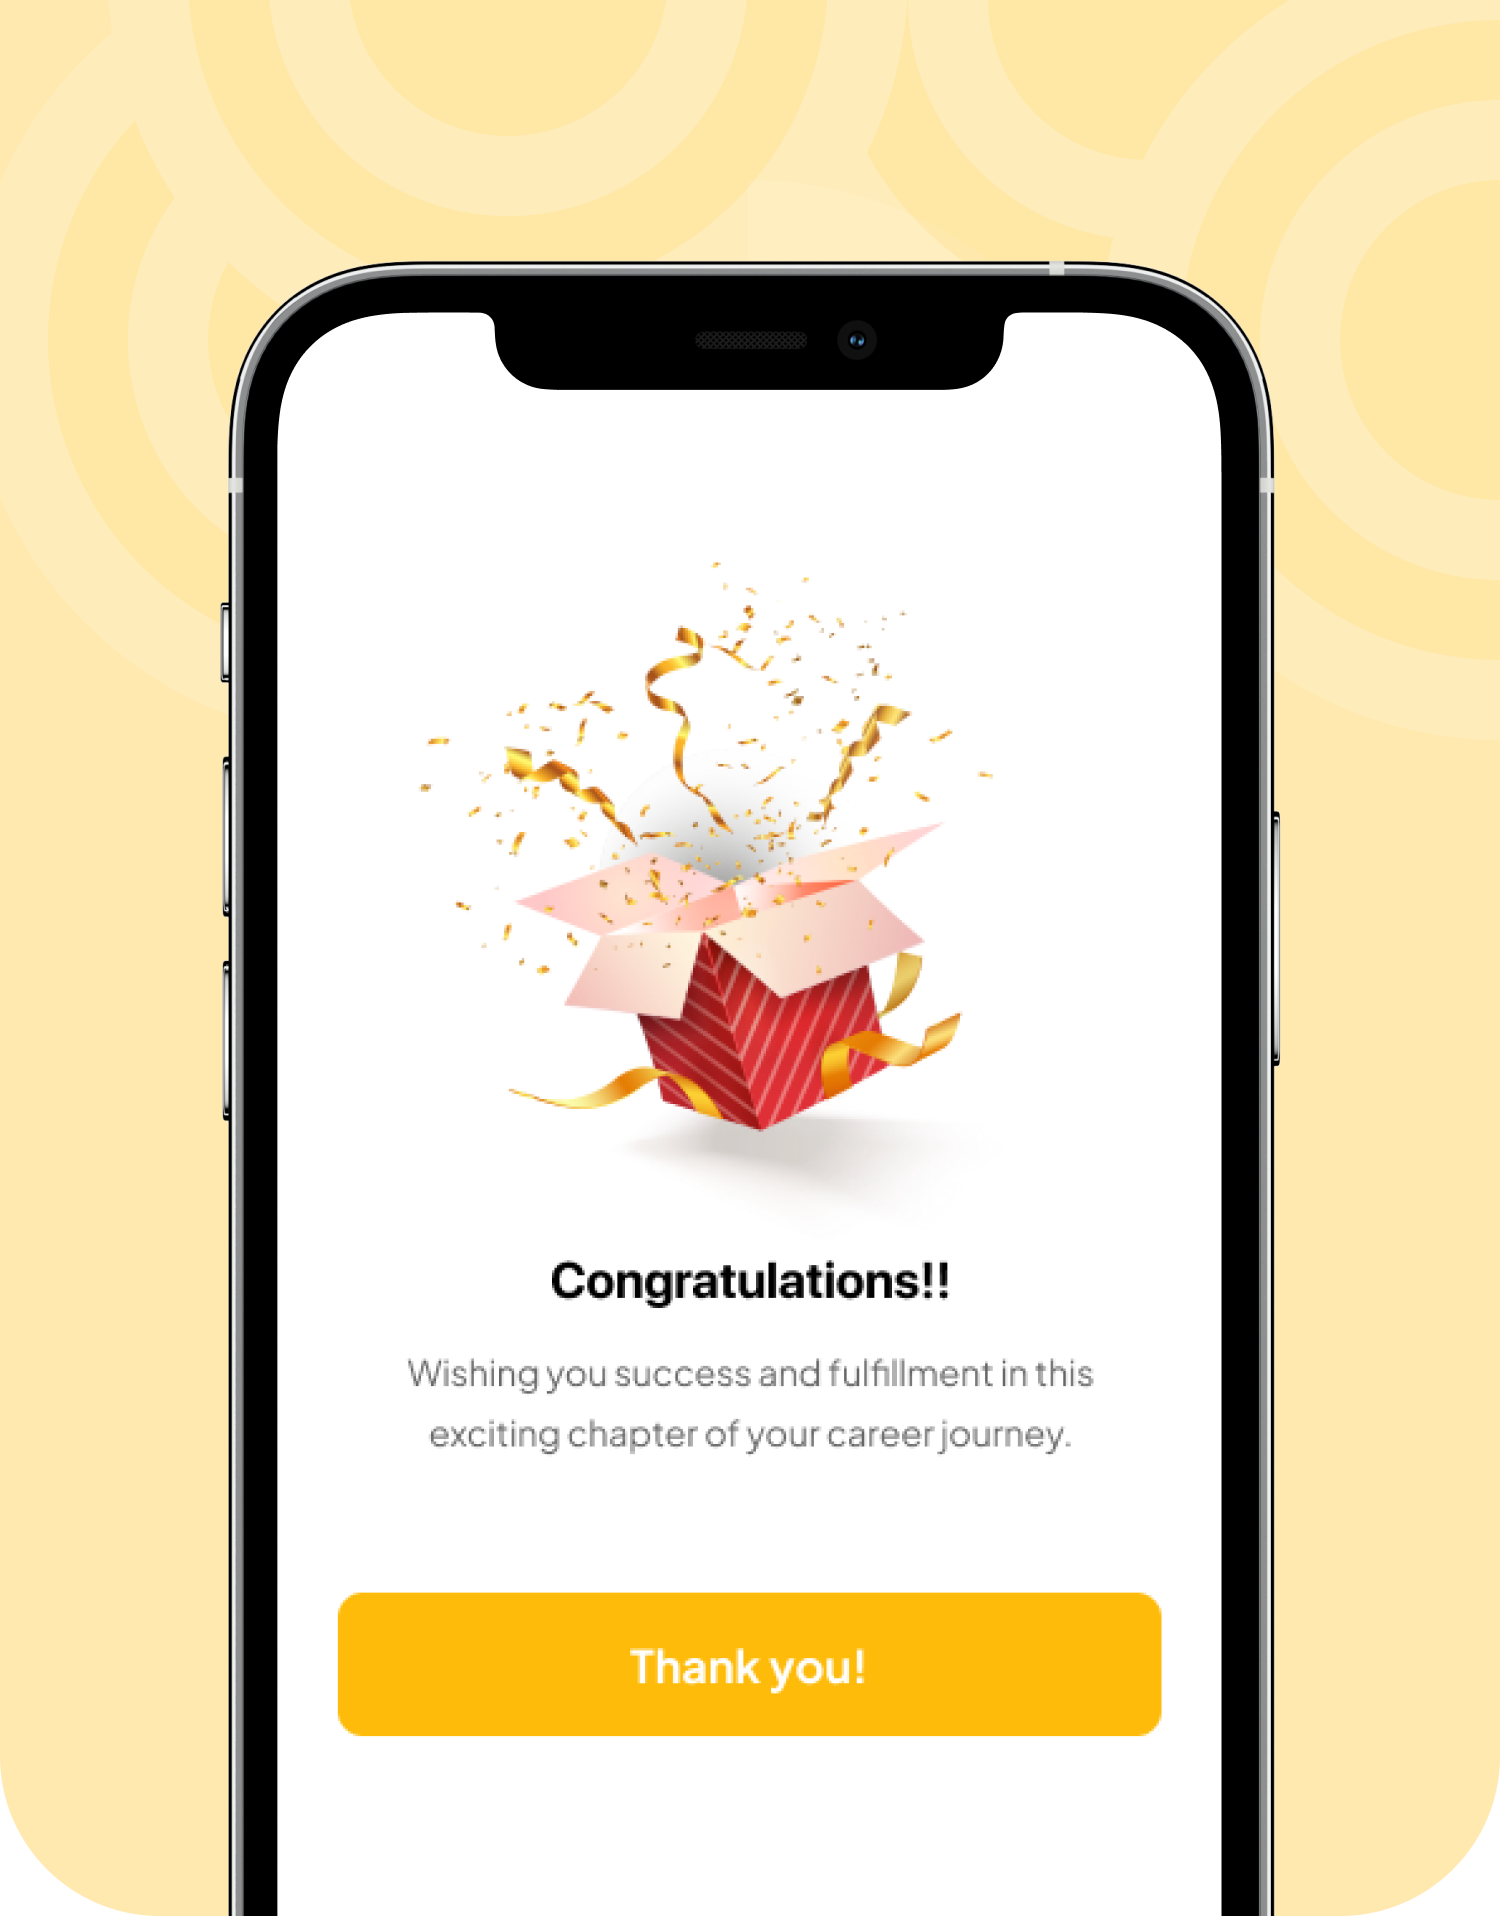 Congratulations!!
Wishing you success and fulfillment in this
exciting chapter of your career journey.
Thank you!